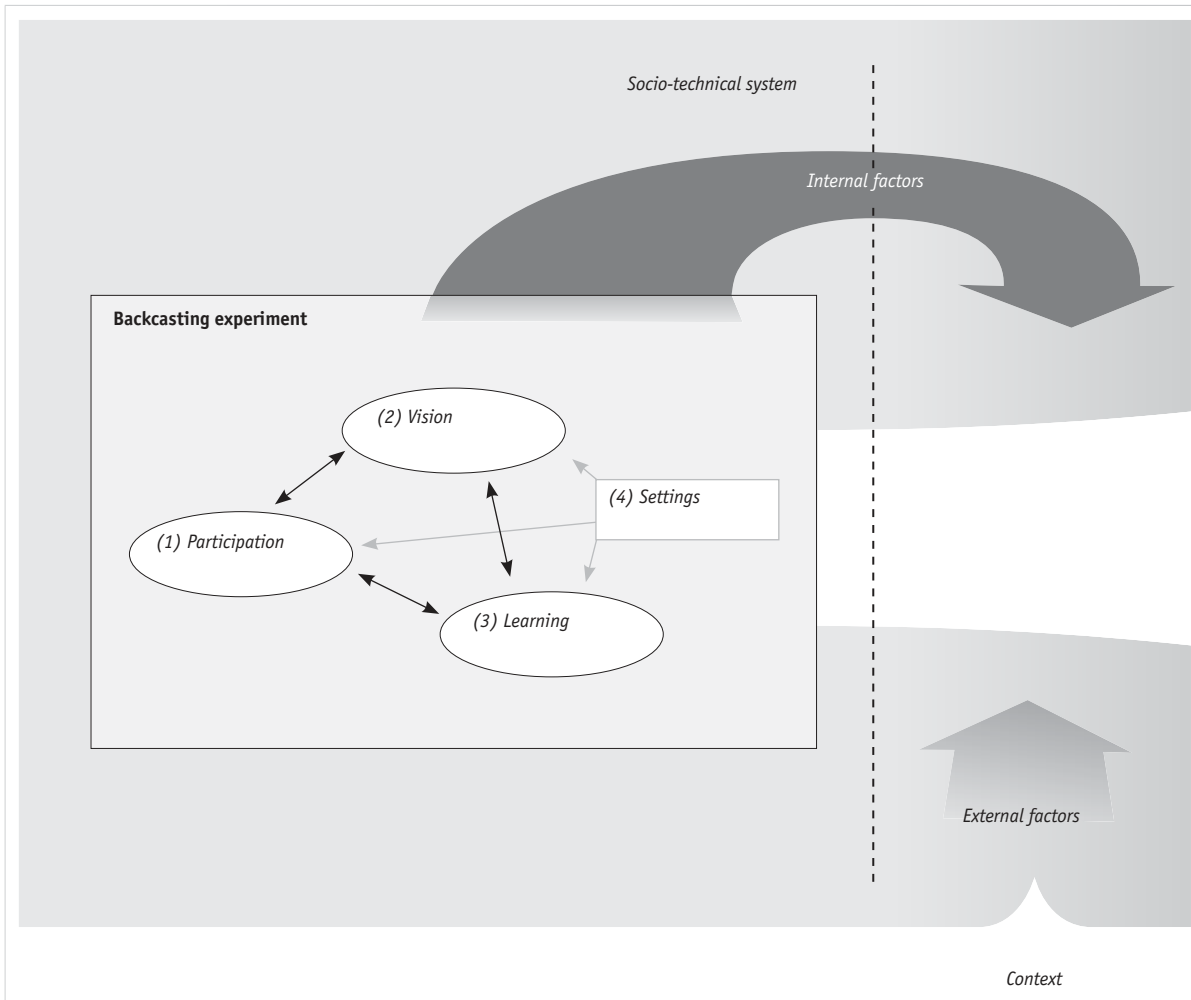 Socio-technical system
Internal factors
Backcasting experiment
(2) Vision
(4) Settings
(1) Participation
(3) Learning
External factors
Context